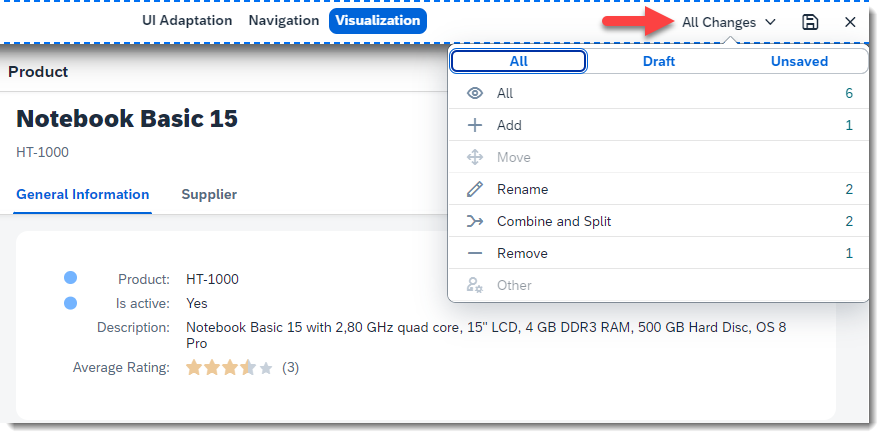 UI Adaptation Navigation Visualization All Changes
All Draft Unsaved
All 6
Add 1
Move
Rename 2
Combine and Split 2
Remove 1
Other
Product
Notebook Basic 15
HT-1000
General Information Supplier
Product: HT-1000
Is active: Yes
Description: Notebook Basic 15 with 2,80 GHz quad core, 15" LCD, 4 GB DDR3 RAM, 500 GB Hard Disc, OS 8
Pro
Average Rating: (3)